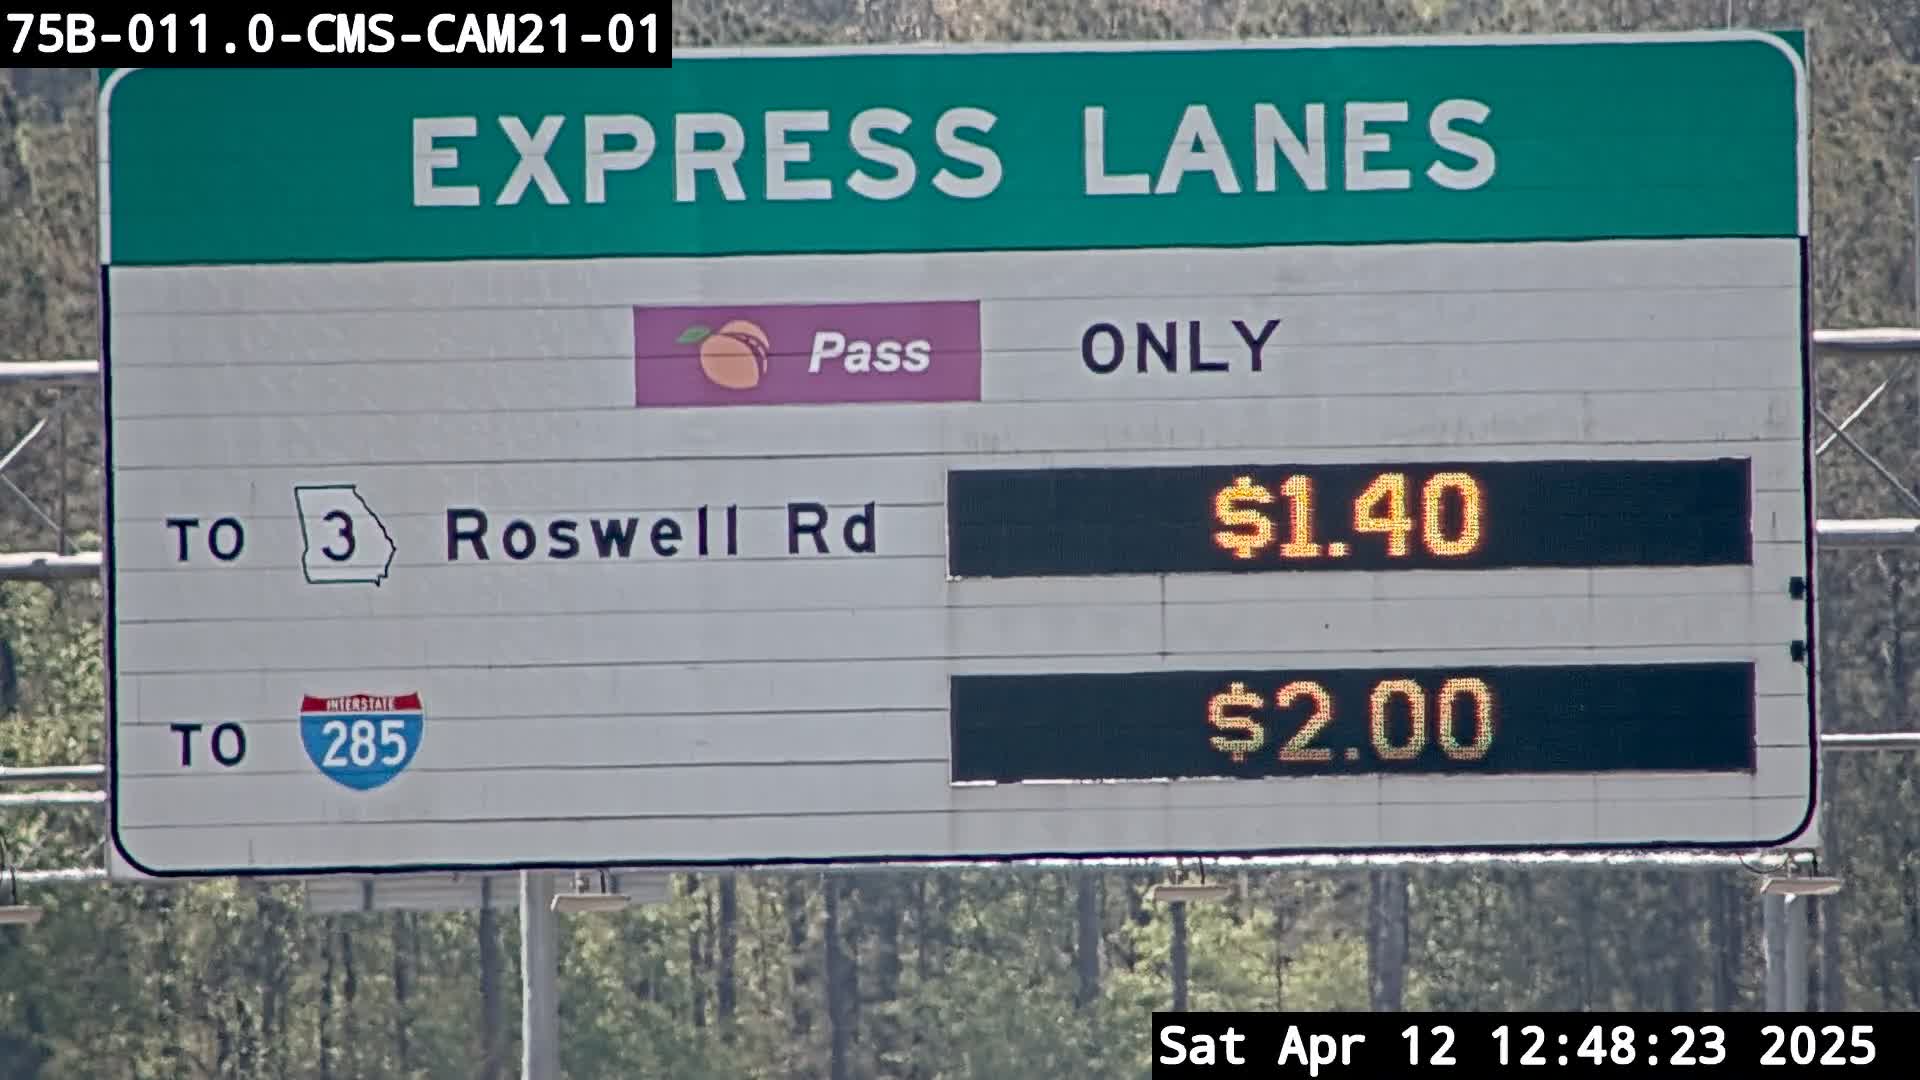 75B-011.0-CMS-CAM21-01
EXPRESS LANES
Pass ONLY
TO 3 Roswell Rd $1.40
INTERSTATE
TO 285 $2.00
Sat Apr 12 12:48:23 2025